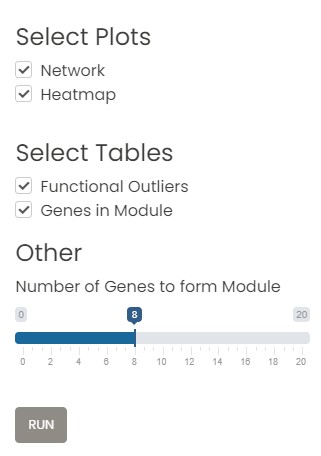 Select Plots
Network
Heatmap
Select Tables
Functional Outliers
Genes in Module
Other
Number of Genes to form Module
0 8 20
0 2 4 6 8 10 12 14 16 18 20
RUN